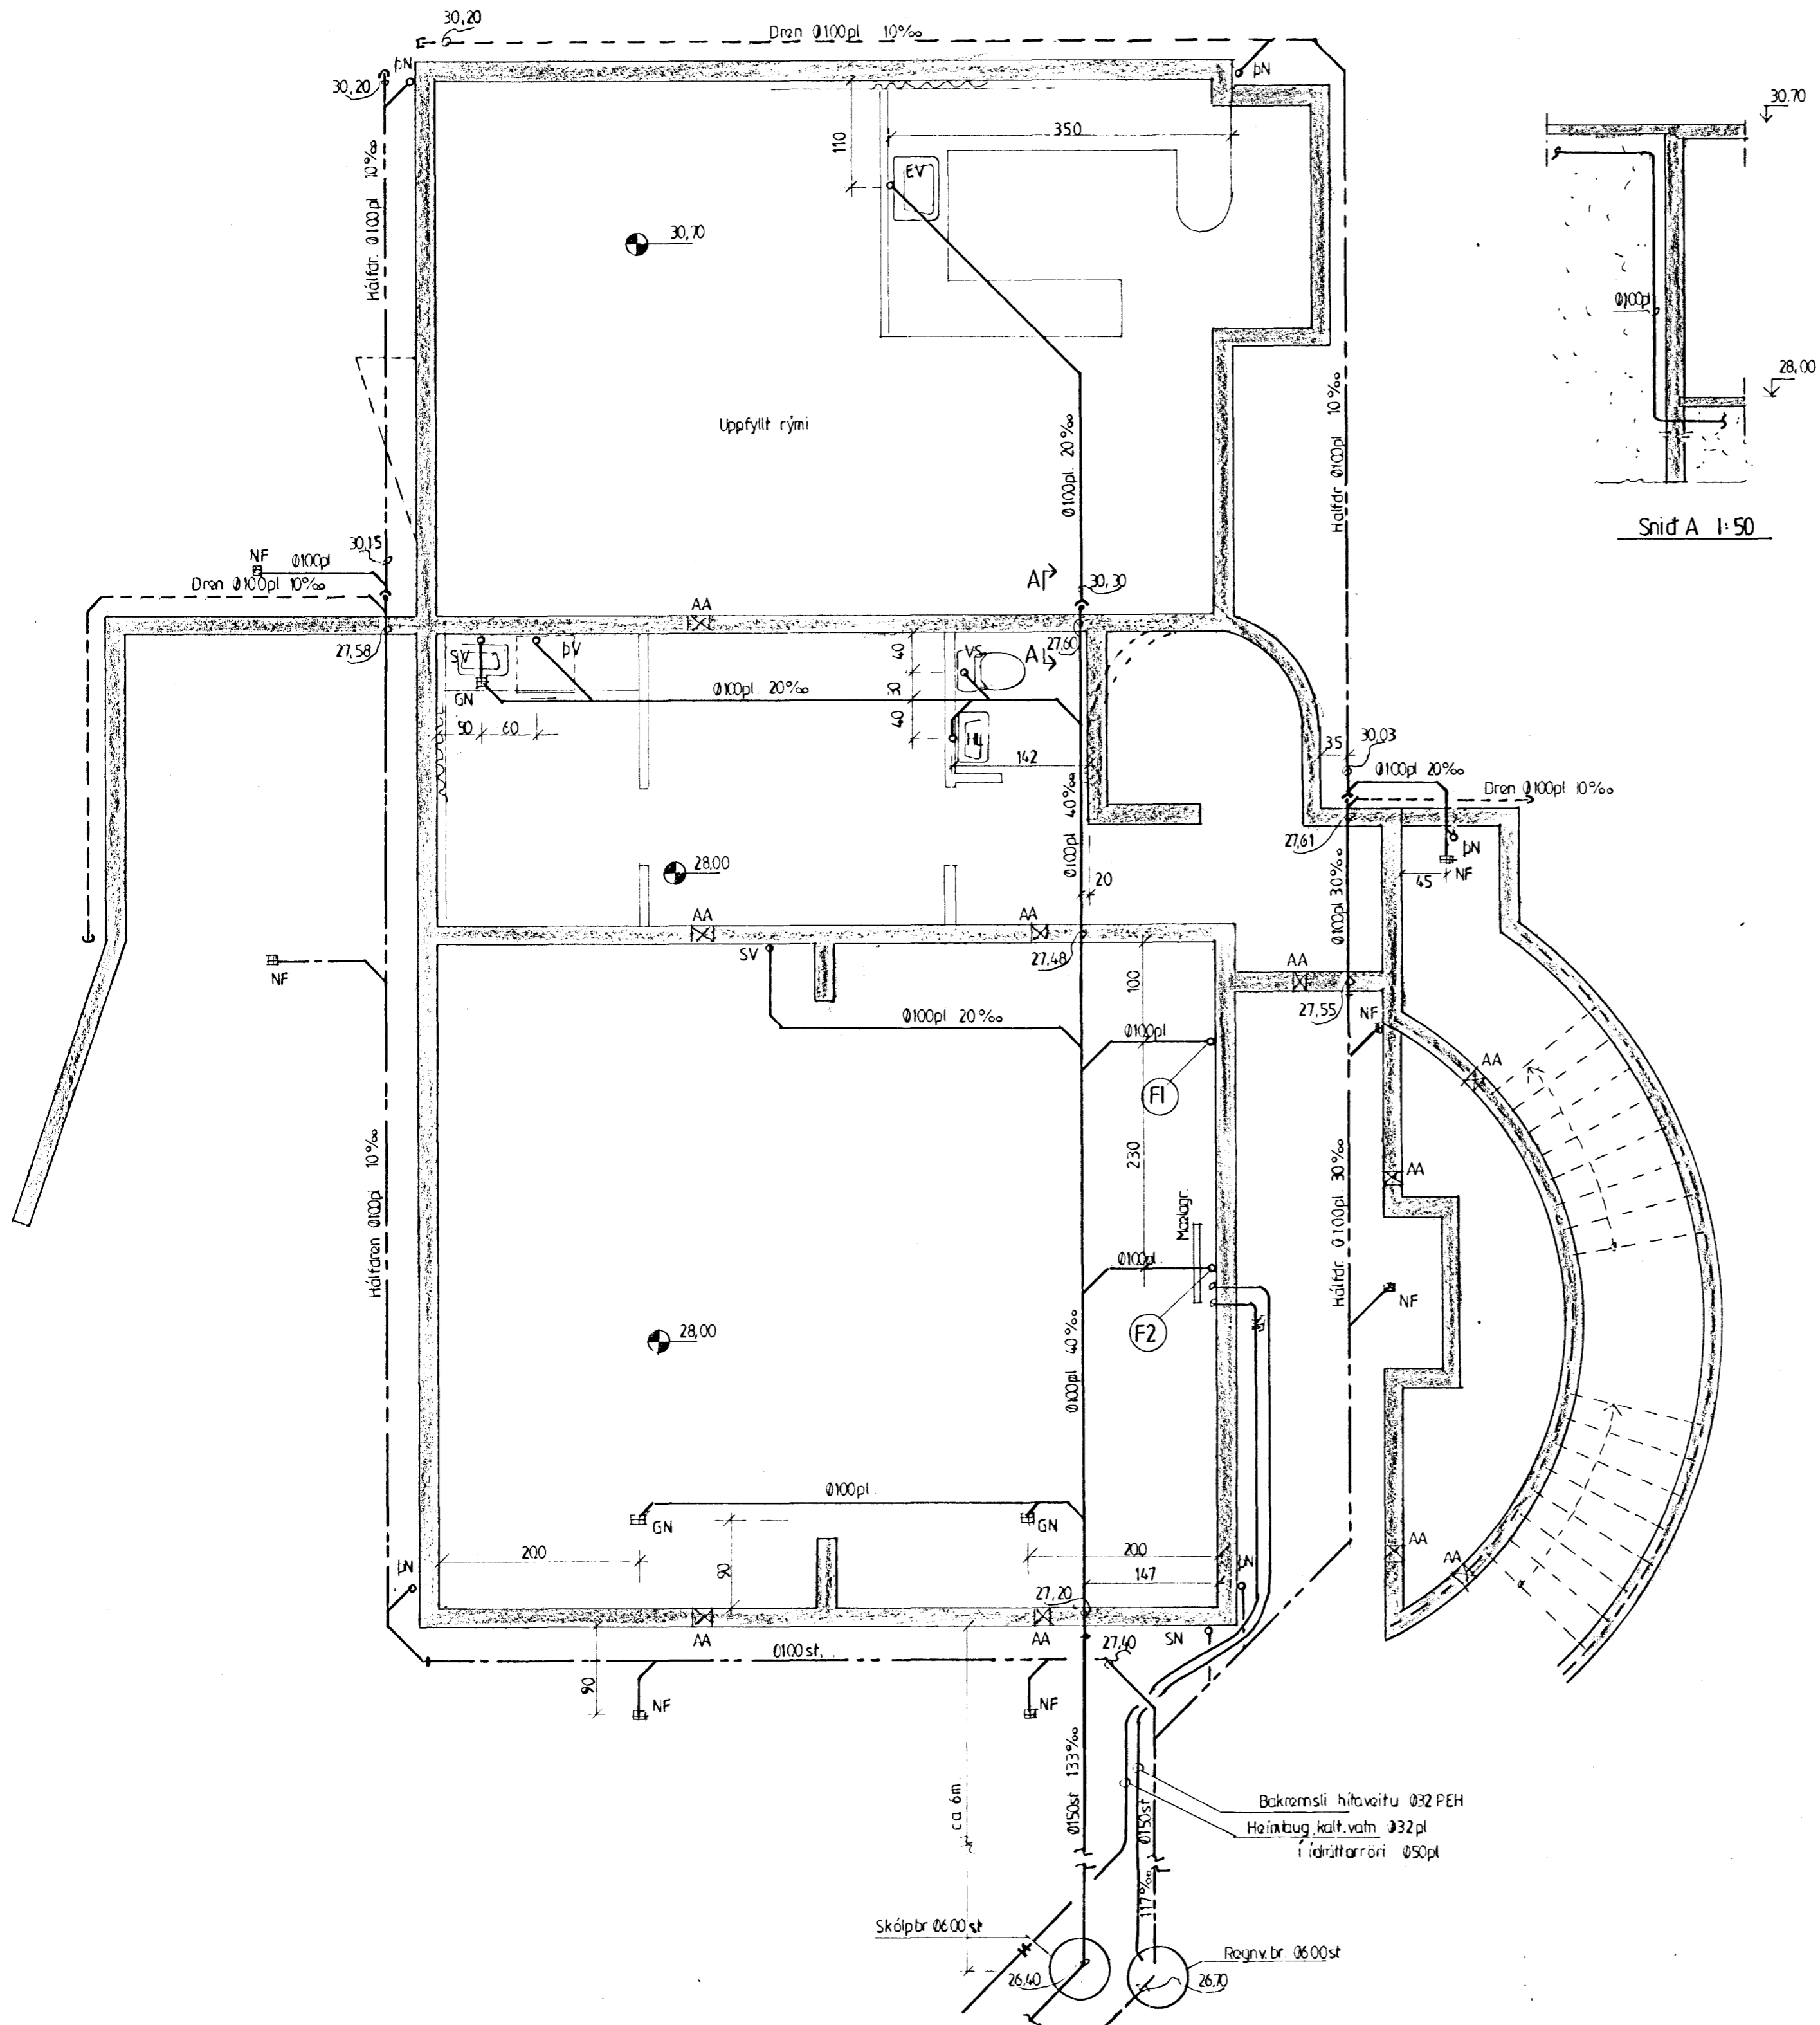 30,20
Dren Ø100pl 10‰
ÞN
ÞN
30,20
30.70
350
110
EV
Hálfdr. Ø100pl 10‰
30,70
Ø100pl
Hálfdr Ø100pl 10‰
28,00
Uppfyllt rými
Ø100pl. 20‰
Snið A 1:50
30,15
NF
Ø100pl
Dren Ø100pl 10‰
A
30,30
AA
27,58
SV
ÞV
40
VS
27,60
A
Ø100pl. 20‰
30
GN
50
60
40
HL
142
35
30,03
Ø100pl 20‰
Dren Ø100pl 10‰
Ø100pl 40‰
27,61
ÞN
28,00
20
Ø100pl 30‰
45
NF
AA
AA
SV
27,48
NF
AA
100
27,55
NF
Ø100pl 20‰
Ø100pl
AA
F1
230
Hálfdren Ø100pl 10‰
AA
Mælagr.
Hálfdr Ø100pl. 30‰
Ø100pl.
NF
28,00
F2
Ø100pl 40‰
Ø100pl.
GN
GN
200
90
200
ÞN
147
ÞN
AA
AA
27,20
AA
AA
SN
27,40
Ø100st.
90
NF
NF
ca 6m
Ø150st 133‰
Ø150st 117‰
Bakrennsli hitaveitu Ø32 PEH
Heimtaug, kalt.vatn Ø32pl
í ídráttarröri Ø50pl
Skólpbr Ø600st
Regnv.br. Ø600st
26,40
26,70